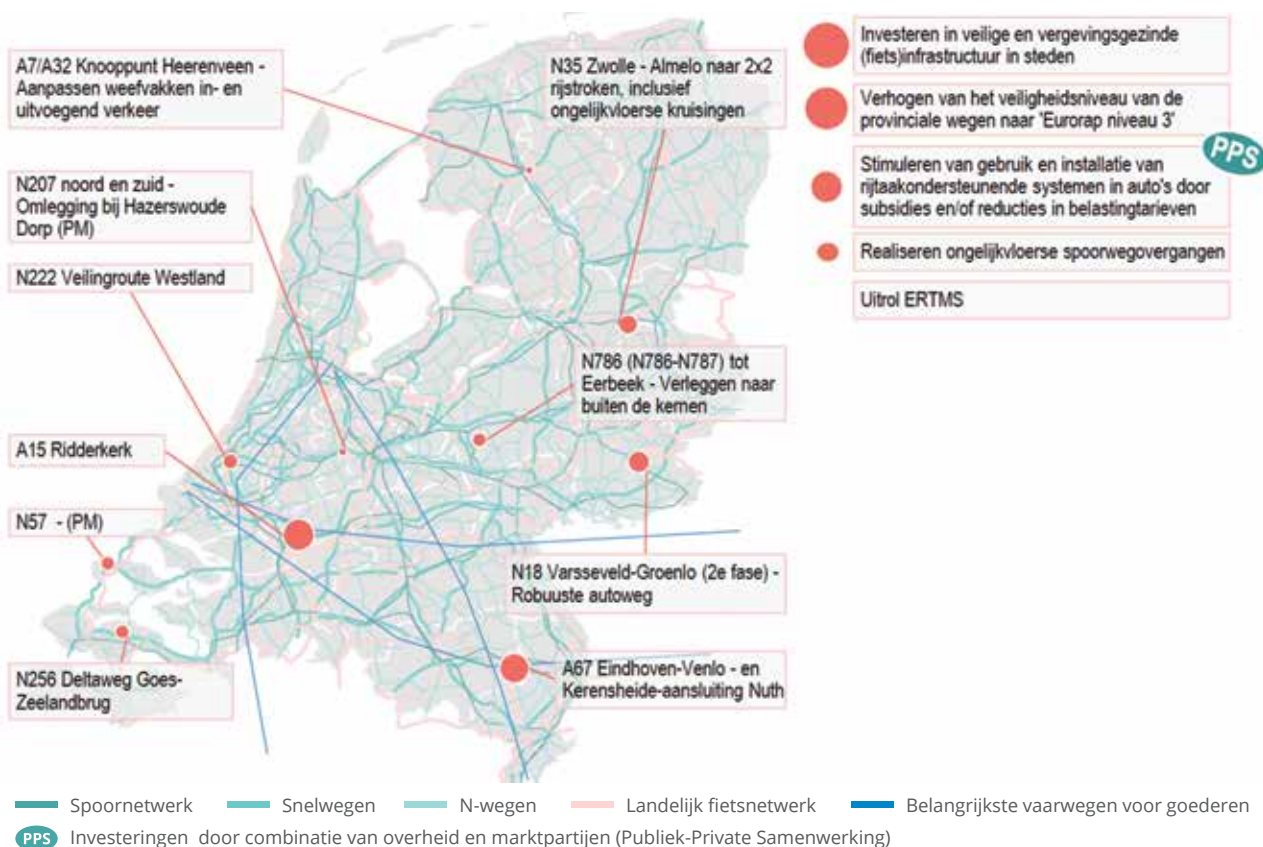 A7/A32 Knooppunt Heerenveen -
Aanpassen weefvakken in- en
uitvoegend verkeer
N207 noord en zuid -
Omlegging bij Hazerswoude
Dorp (PM)
N222 Veilingroute Westland
A15 Ridderkerk
N57 - (PM)
N256 Deltaweg Goes-
Zeelandbrug
N35 Zwolle - Almelo naar 2x2
rijstroken, inclusief
ongelijkvloerse kruisingen
N786 (N786-N787) tot
Eerbeek - Verleggen naar
buiten de kernen
N18 Varsseveld-Groenlo (2e fase) -
Robuuste autoweg
A67 Eindhoven-Venlo - en
Kerensheide-aansluiting Nuth
Investeren in veilige en vergevingsgezinde
(fiets)infrastructuur in steden
Verhogen van het veiligheidsniveau van de
provinciale wegen naar 'Eurorap niveau 3'
PPS
Stimuleren van gebruik en installatie van
rijtaakondersteunende systemen in auto's door
subsidies en/of reducties in belastingtarieven
Realiseren ongelijkvloerse spoorwegovergangen
Uitrol ERTMS
Spoornetwerk Snelwegen N-wegen Landelijk fietsnetwerk Belangrijkste vaarwegen voor goederen
PPS Investeringen door combinatie van overheid en marktpartijen (Publiek-Private Samenwerking)